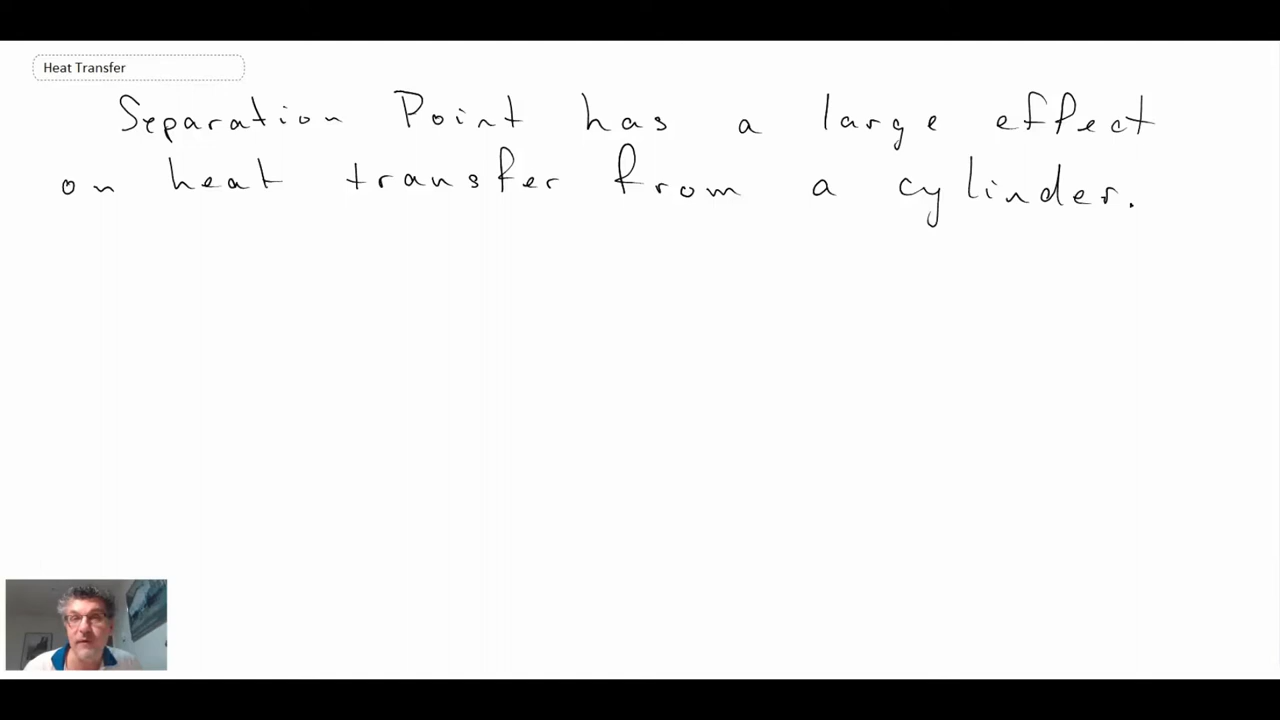 Heat Transfer
Separation Point has a large effect
on heat transfer from a cylinder.